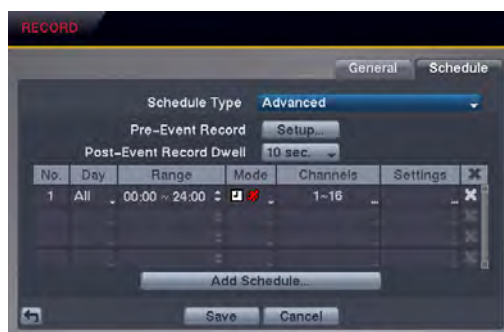 RECORD
General Schedule
Schedule Type Advanced
Pre-Event Record Setup...
Post-Event Record Dwell 10 sec.
No. Day Range Mode Channels Settings
1 All 00:00 ~ 24:00 1~16 ... ...
Add Schedule...
Save Cancel